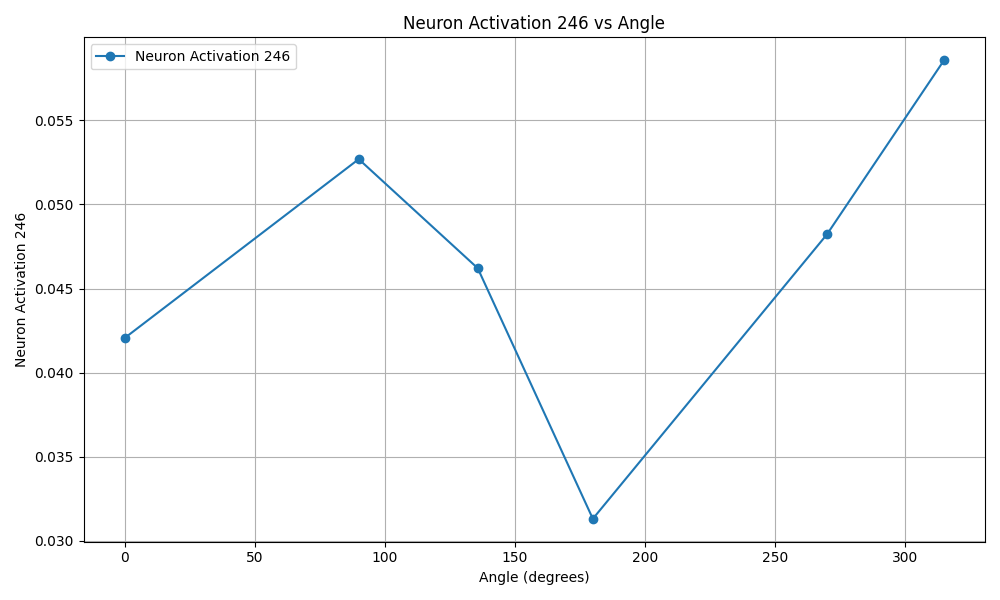 Neuron Activation 246 vs Angle
Neuron Activation 246
0.055
0.050
0.045
0.040
0.035
0.030
Neuron Activation 246
0 50 100 150 200 250 300
Angle (degrees)